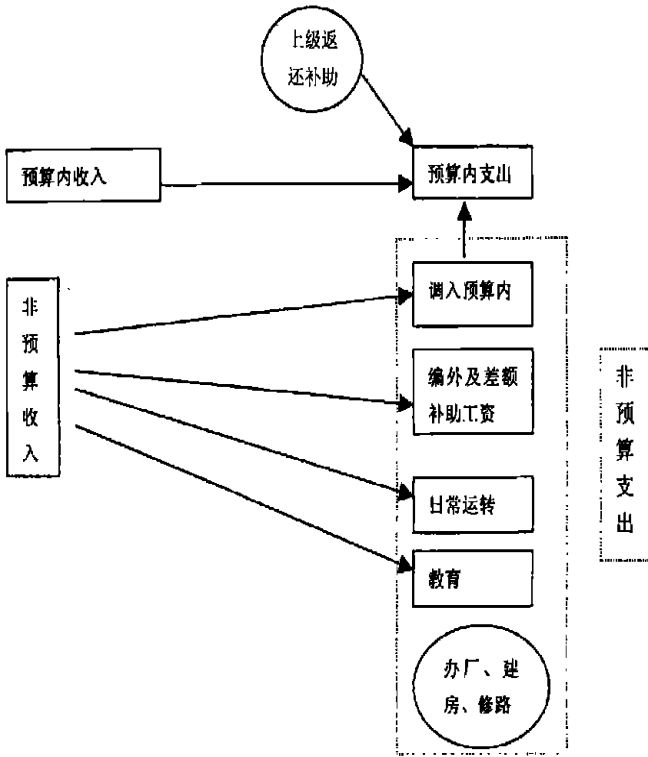 上级返
还补助
预算内收入
预算内支出
非
预
算
收
入
调入预算内
编外及差额
补助工资
日常运转
教育
办厂、建
房、修路
非
预
算
支
出